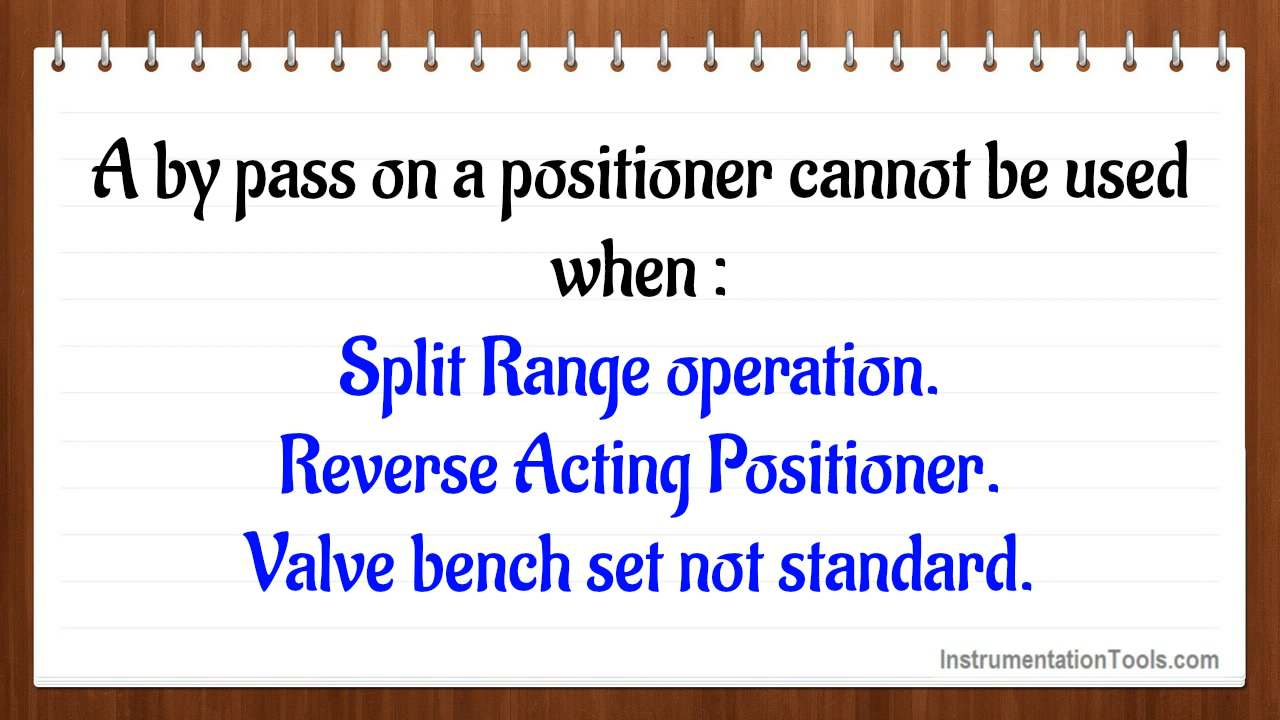 A by pass on a positioner cannot be used
when :
Split Range operation.
Reverse Acting Positioner.
Valve bench set not standard.
InstrumentationTools.com